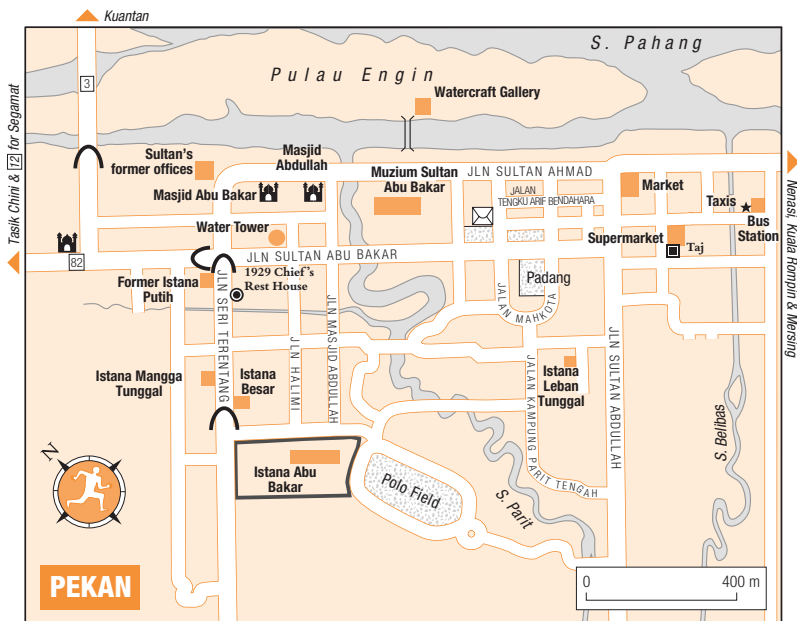 Kuantan
S. Pahang
Pulau Engin
3
Watercraft Gallery
Tasik Chini & 12 for Segamat
Sultan's
former offices
Masjid
Abdullah
Muzium Sultan
Abu Bakar
JLN SULTAN AHMAD
Masjid Abu Bakar
JALAN
TENGKU ARIF BENDAHARA
Market
Taxis
Bus
Station
Nenasi, Kuala Rompin & Mersing
Water Tower
Supermarket
Taj
82
JLN SULTAN ABU BAKAR
1929 Chief's
Rest House
Former Istana
Putih
Padang
JALAN MAHKOTA
JLN SERI TERENTANG
JLN HALIMI
JLN MASJID ABDULLAH
JLN SULTAN ABDULLAH
Istana Mangga
Tunggal
Istana
Besar
Istana
Leban
Tunggal
JALAN KAMPUNG PARIT TENGAH
S. Belibas
Istana Abu
Bakar
Polo Field
S. Parit
N
PEKAN
0 400 m